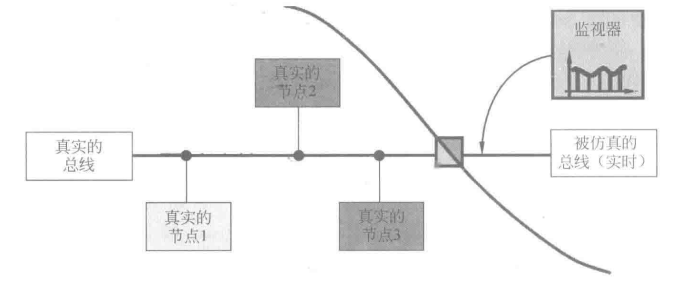 监视器
真实的
节点2
真实的
总线
被仿真的
总线（实时）
真实的
节点1
真实的
节点3